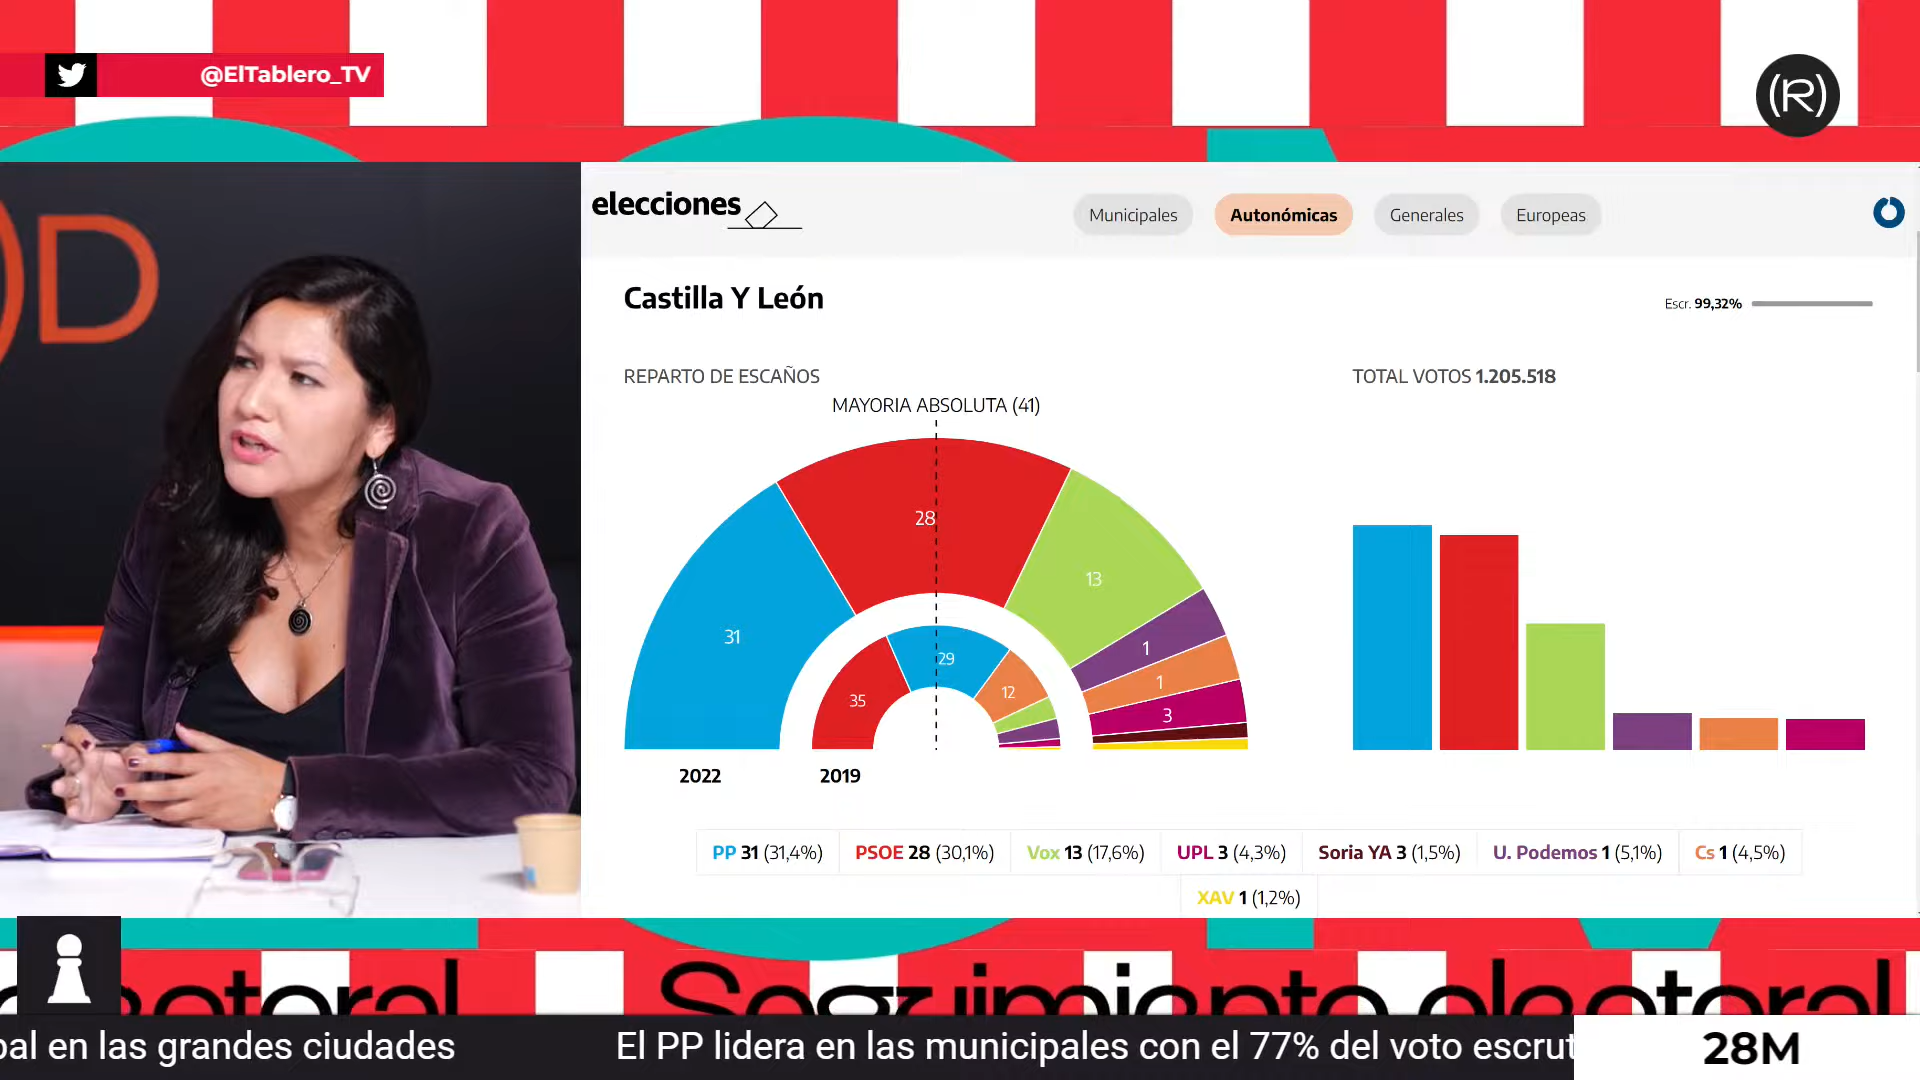 @ElTablero_TV
(R)
D
elecciones
Municipales
Autonómicas
Generales
Europeas
Castilla Y León
Escr. 99,32%
REPARTO DE ESCAÑOS
TOTAL VOTOS 1.205.518
MAYORIA ABSOLUTA (41)
28
13
31
1
29
1
12
35
3
2022
2019
PP 31 (31,4%)
PSOE 28 (30,1%)
Vox 13 (17,6%)
UPL 3 (4,3%)
Soria YA 3 (1,5%)
U. Podemos 1 (5,1%)
Cs 1 (4,5%)
XAV 1 (1,2%)
Seguimiento electoral
en las grandes ciudades
El PP lidera en las municipales con el 77% del voto escrut
28M